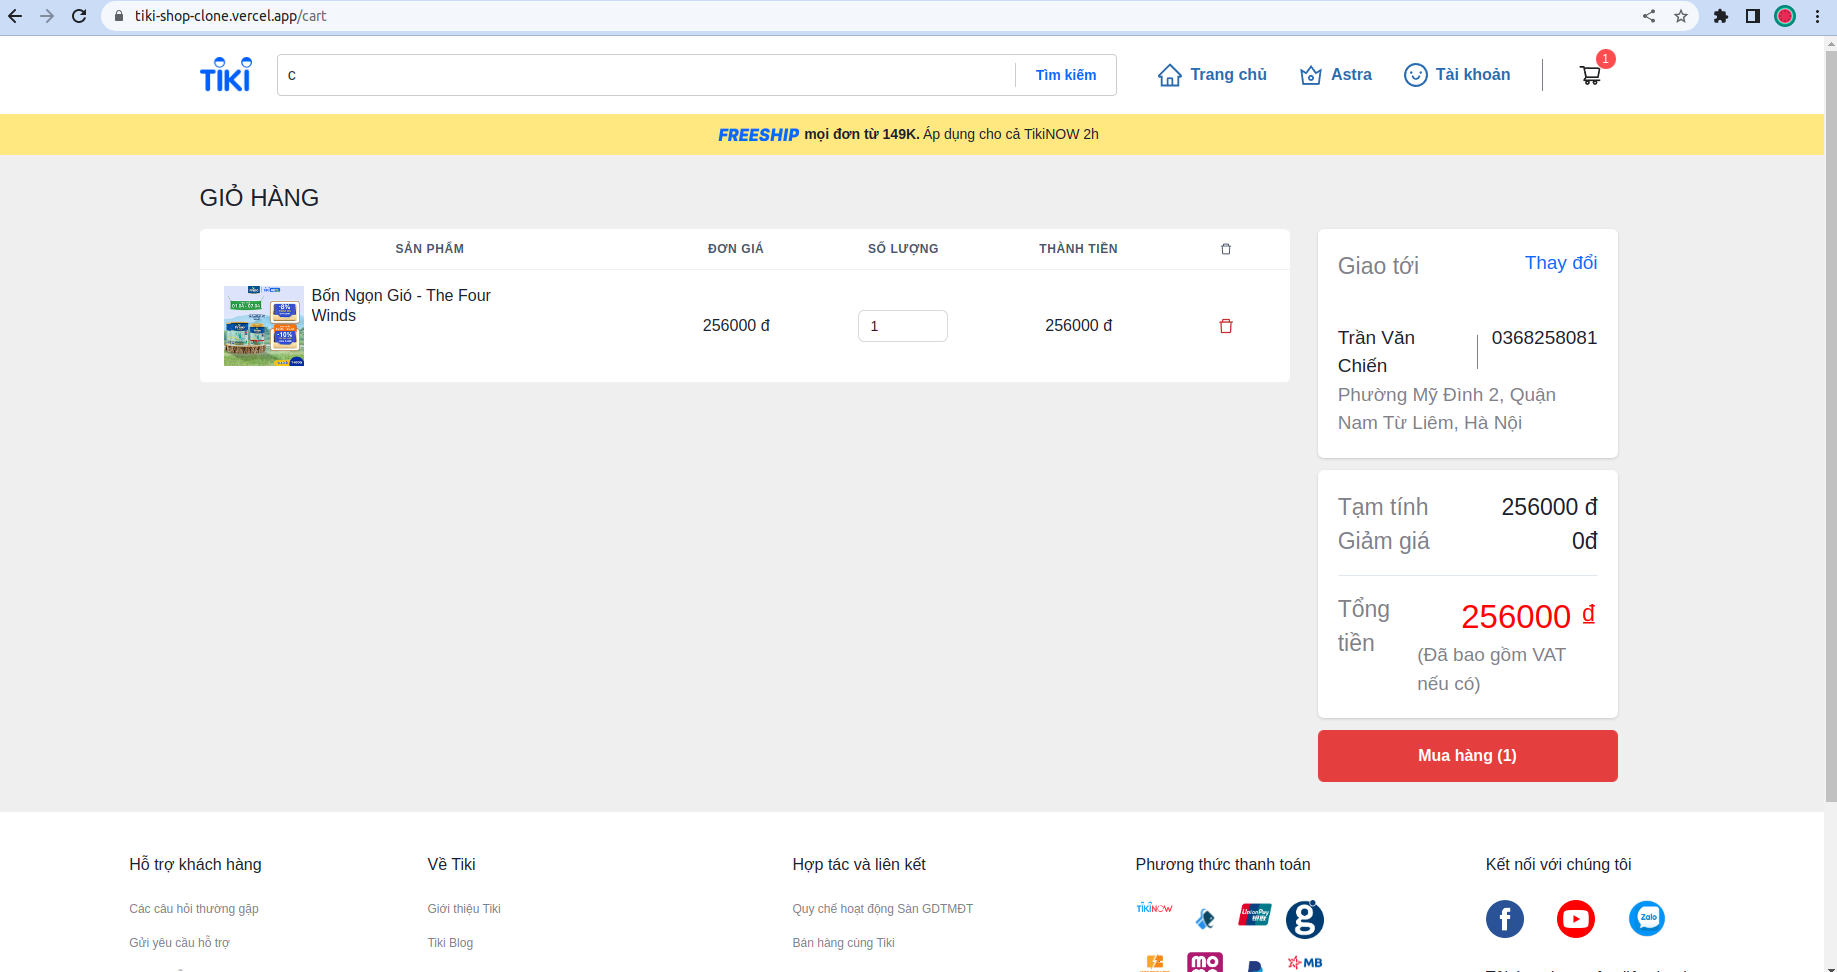 tiki-shop-clone.vercel.app/cart
TIKI
c
Tìm kiếm
Trang chủ
Astra
Tài khoản
1
FREESHIP mọi đơn từ 149K. Áp dụng cho cả TikiNOW 2h
GIỎ HÀNG
SẢN PHẨM ĐƠN GIÁ SỐ LƯỢNG THÀNH TIỀN
Bốn Ngọn Gió - The Four
Winds
256000 đ 1 256000 đ
Giao tới Thay đổi
Trần Văn
Chiến
0368258081
Phường Mỹ Đình 2, Quận
Nam Từ Liêm, Hà Nội
Tạm tính 256000 đ
Giảm giá 0đ
Tổng
tiền
256000 ₫
(Đã bao gồm VAT
nếu có)
Mua hàng (1)
Hỗ trợ khách hàng
Các câu hỏi thường gặp
Gửi yêu cầu hỗ trợ
Về Tiki
Giới thiệu Tiki
Tiki Blog
Hợp tác và liên kết
Quy chế hoạt động Sàn GDTMĐT
Bán hàng cùng Tiki
Phương thức thanh toán
TIKINOW
UnionPay
g
mo
MB
Kết nối với chúng tôi
f
Zalo